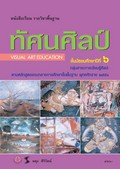 หนังสือเรียน รายวิชาพื้นฐาน
ทัศนศิลป์
VISUAL ART EDUCATION
ชั้นมัธยมศึกษาปีที่ ๖
กลุ่มสาระการเรียนรู้ศิลปะ
ตามหลักสูตรแกนกลางการศึกษาขั้นพื้นฐาน พุทธศักราช ๒๕๕๑